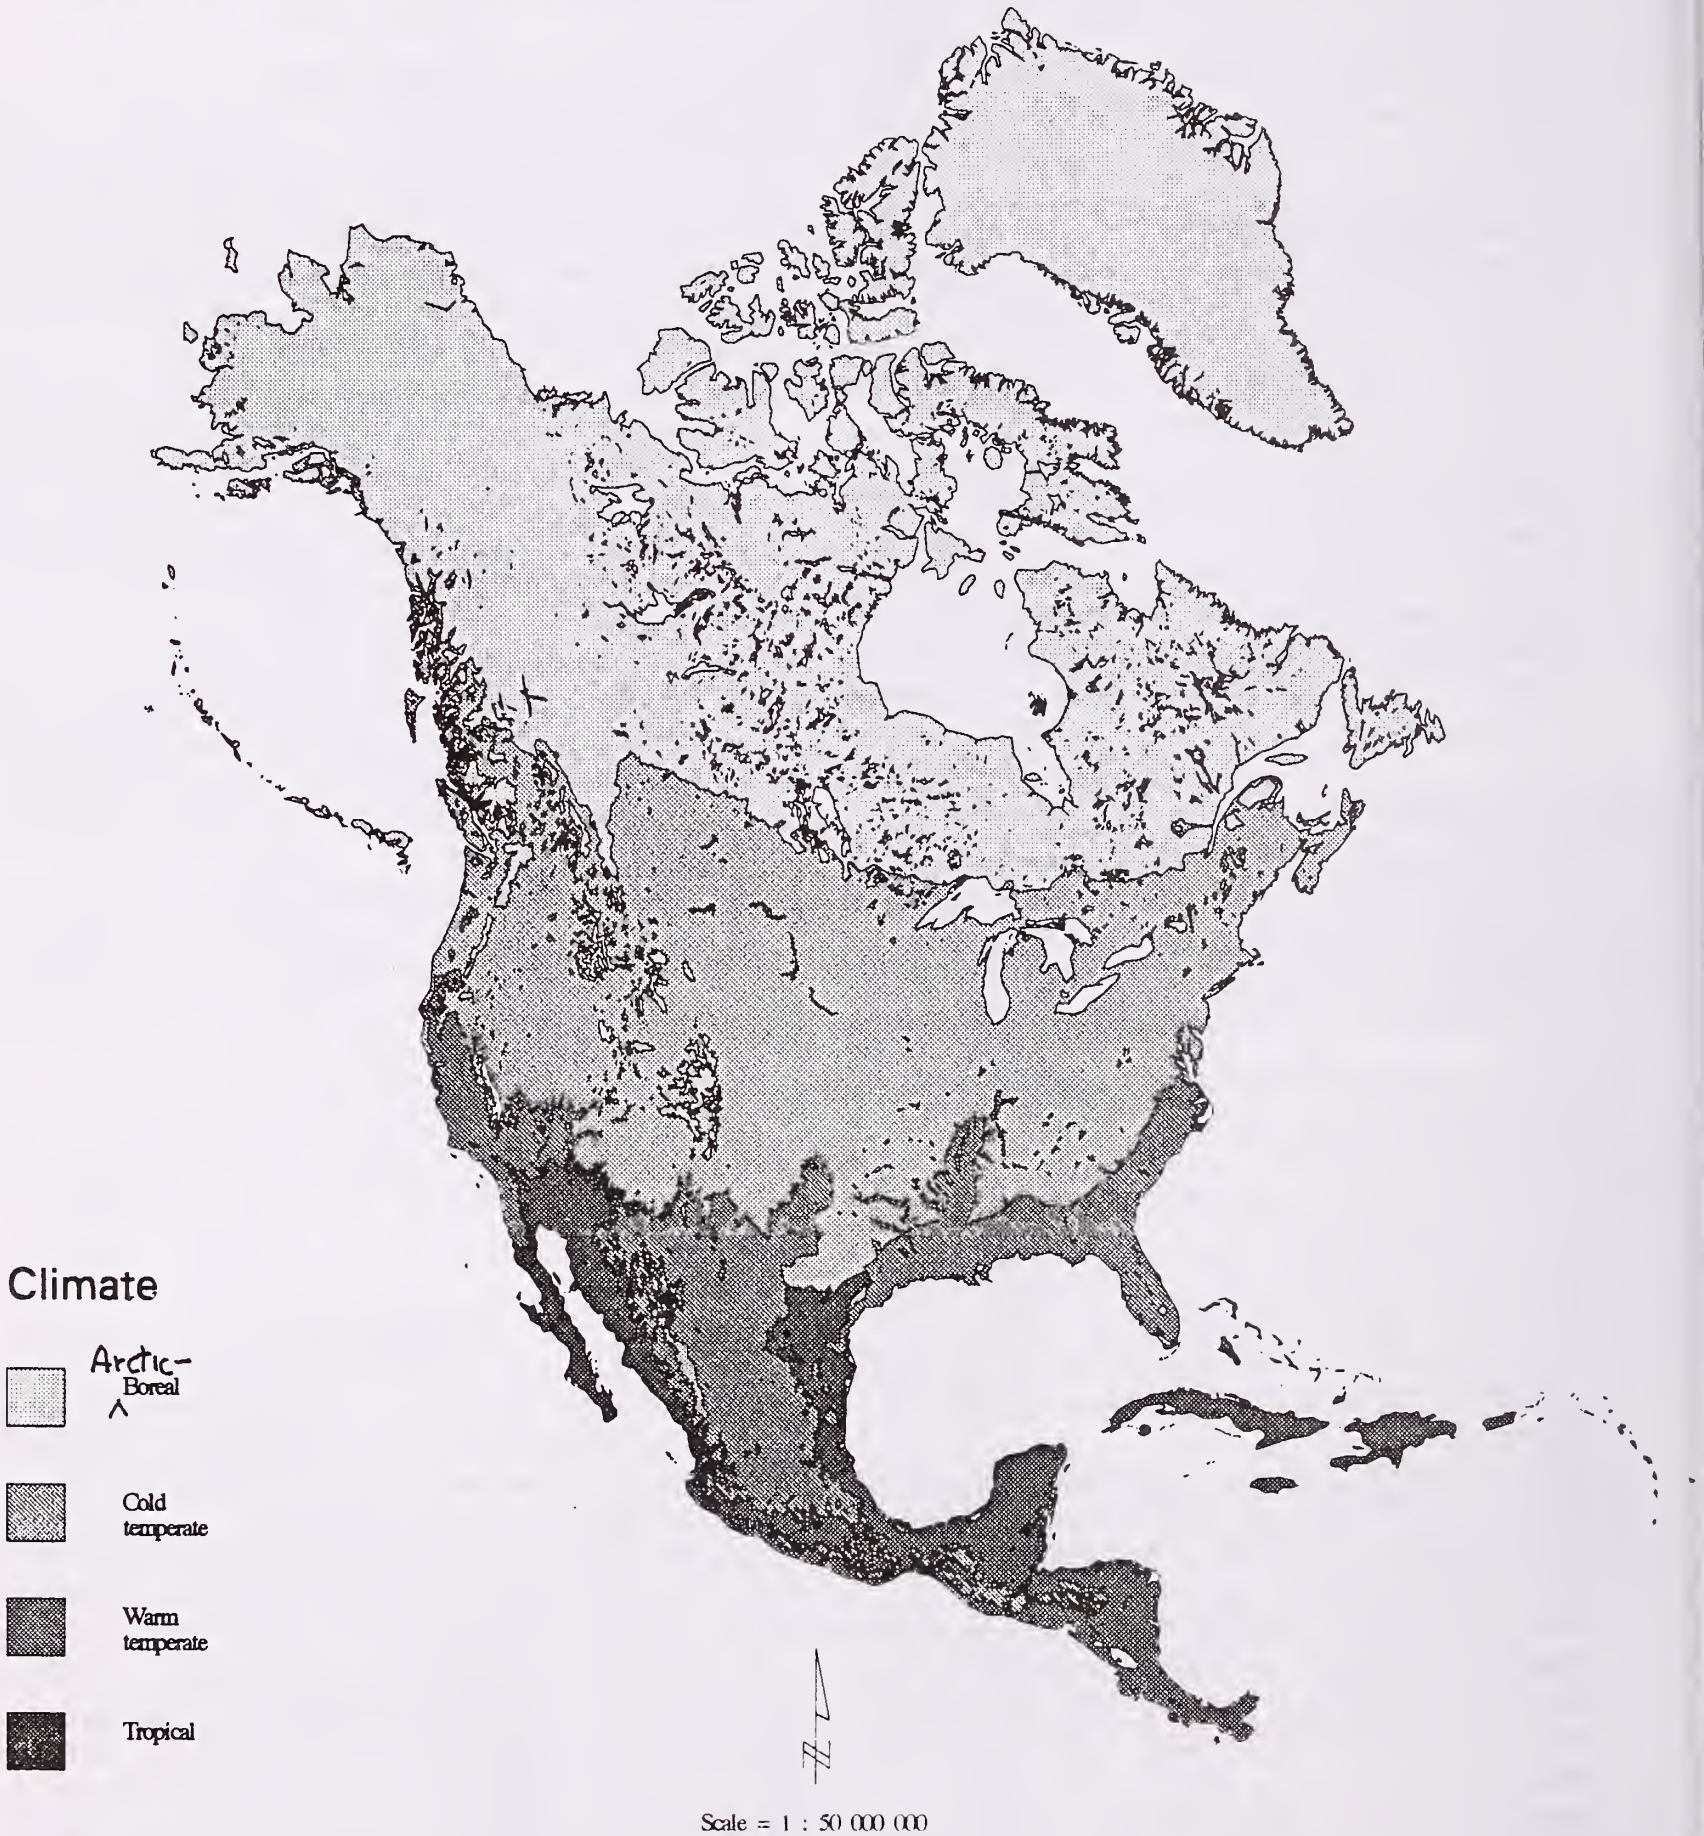 Climate
Arctic-
^ Boreal
Cold
temperate
Warm
temperate
Tropical
N
Scale = 1 : 50 000 000